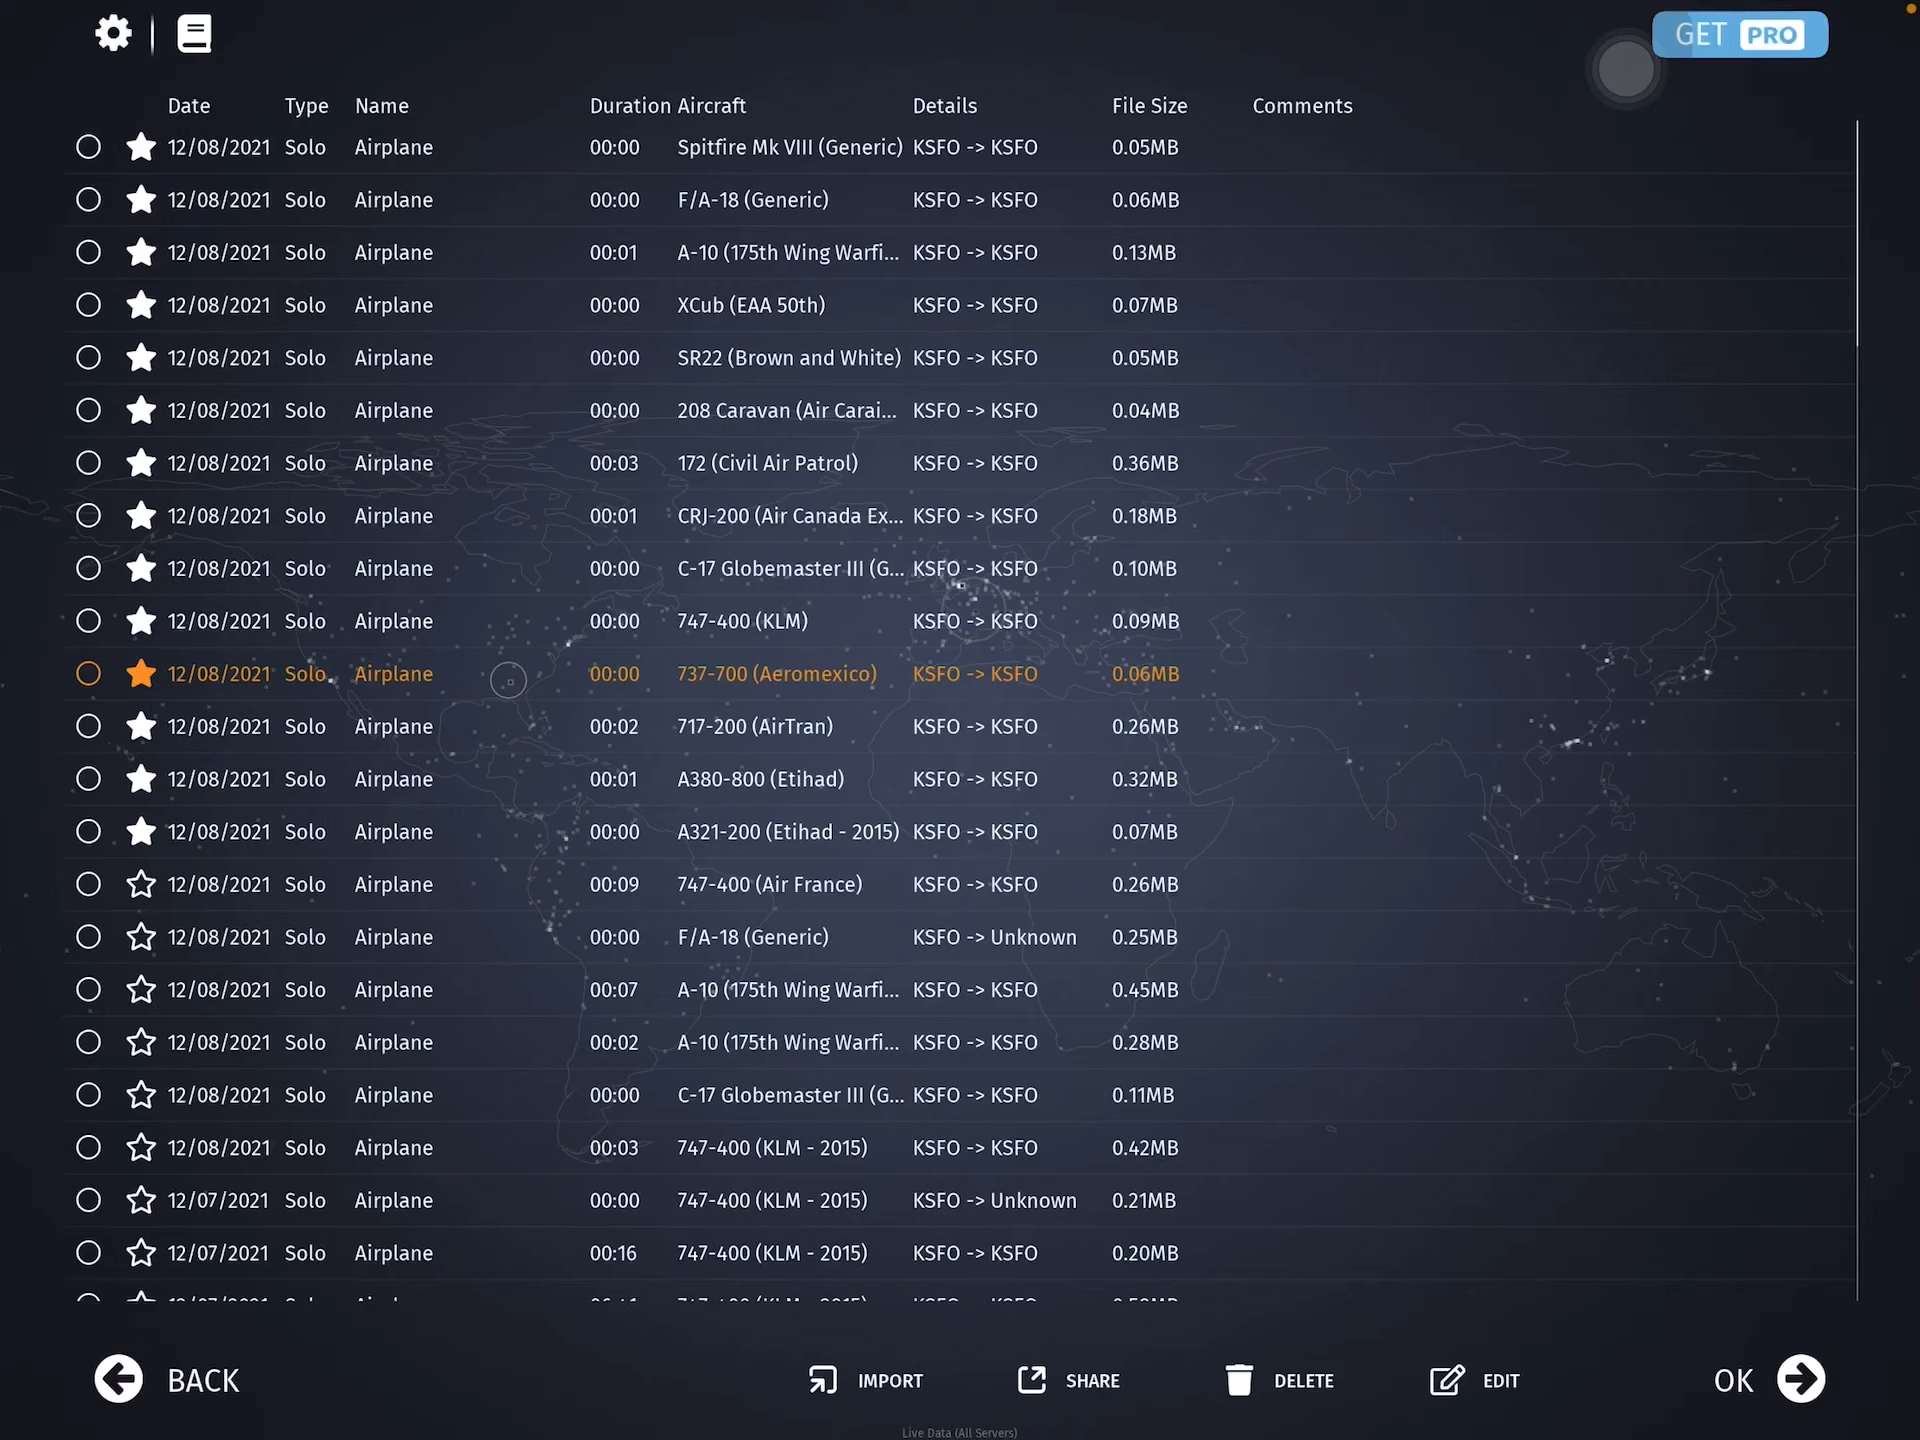 GET PRO
Date Type Name Duration Aircraft Details File Size Comments
12/08/2021 Solo Airplane 00:00 Spitfire Mk VIII (Generic) KSFO -> KSFO 0.05MB
12/08/2021 Solo Airplane 00:00 F/A-18 (Generic) KSFO -> KSFO 0.06MB
12/08/2021 Solo Airplane 00:01 A-10 (175th Wing Warfi... KSFO -> KSFO 0.13MB
12/08/2021 Solo Airplane 00:00 XCub (EAA 50th) KSFO -> KSFO 0.07MB
12/08/2021 Solo Airplane 00:00 SR22 (Brown and White) KSFO -> KSFO 0.05MB
12/08/2021 Solo Airplane 00:00 208 Caravan (Air Carai... KSFO -> KSFO 0.04MB
12/08/2021 Solo Airplane 00:03 172 (Civil Air Patrol) KSFO -> KSFO 0.36MB
12/08/2021 Solo Airplane 00:01 CRJ-200 (Air Canada Ex... KSFO -> KSFO 0.18MB
12/08/2021 Solo Airplane 00:00 C-17 Globemaster III (G... KSFO -> KSFO 0.10MB
12/08/2021 Solo Airplane 00:00 747-400 (KLM) KSFO -> KSFO 0.09MB
12/08/2021 Solo Airplane 00:00 737-700 (Aeromexico) KSFO -> KSFO 0.06MB
12/08/2021 Solo Airplane 00:02 717-200 (AirTran) KSFO -> KSFO 0.26MB
12/08/2021 Solo Airplane 00:01 A380-800 (Etihad) KSFO -> KSFO 0.32MB
12/08/2021 Solo Airplane 00:00 A321-200 (Etihad - 2015) KSFO -> KSFO 0.07MB
12/08/2021 Solo Airplane 00:09 747-400 (Air France) KSFO -> KSFO 0.26MB
12/08/2021 Solo Airplane 00:00 F/A-18 (Generic) KSFO -> Unknown 0.25MB
12/08/2021 Solo Airplane 00:07 A-10 (175th Wing Warfi... KSFO -> KSFO 0.45MB
12/08/2021 Solo Airplane 00:02 A-10 (175th Wing Warfi... KSFO -> KSFO 0.28MB
12/08/2021 Solo Airplane 00:00 C-17 Globemaster III (G... KSFO -> KSFO 0.11MB
12/08/2021 Solo Airplane 00:03 747-400 (KLM - 2015) KSFO -> KSFO 0.42MB
12/07/2021 Solo Airplane 00:00 747-400 (KLM - 2015) KSFO -> Unknown 0.21MB
12/07/2021 Solo Airplane 00:16 747-400 (KLM - 2015) KSFO -> KSFO 0.20MB
BACK IMPORT SHARE DELETE EDIT OK
Live Data (All Servers)